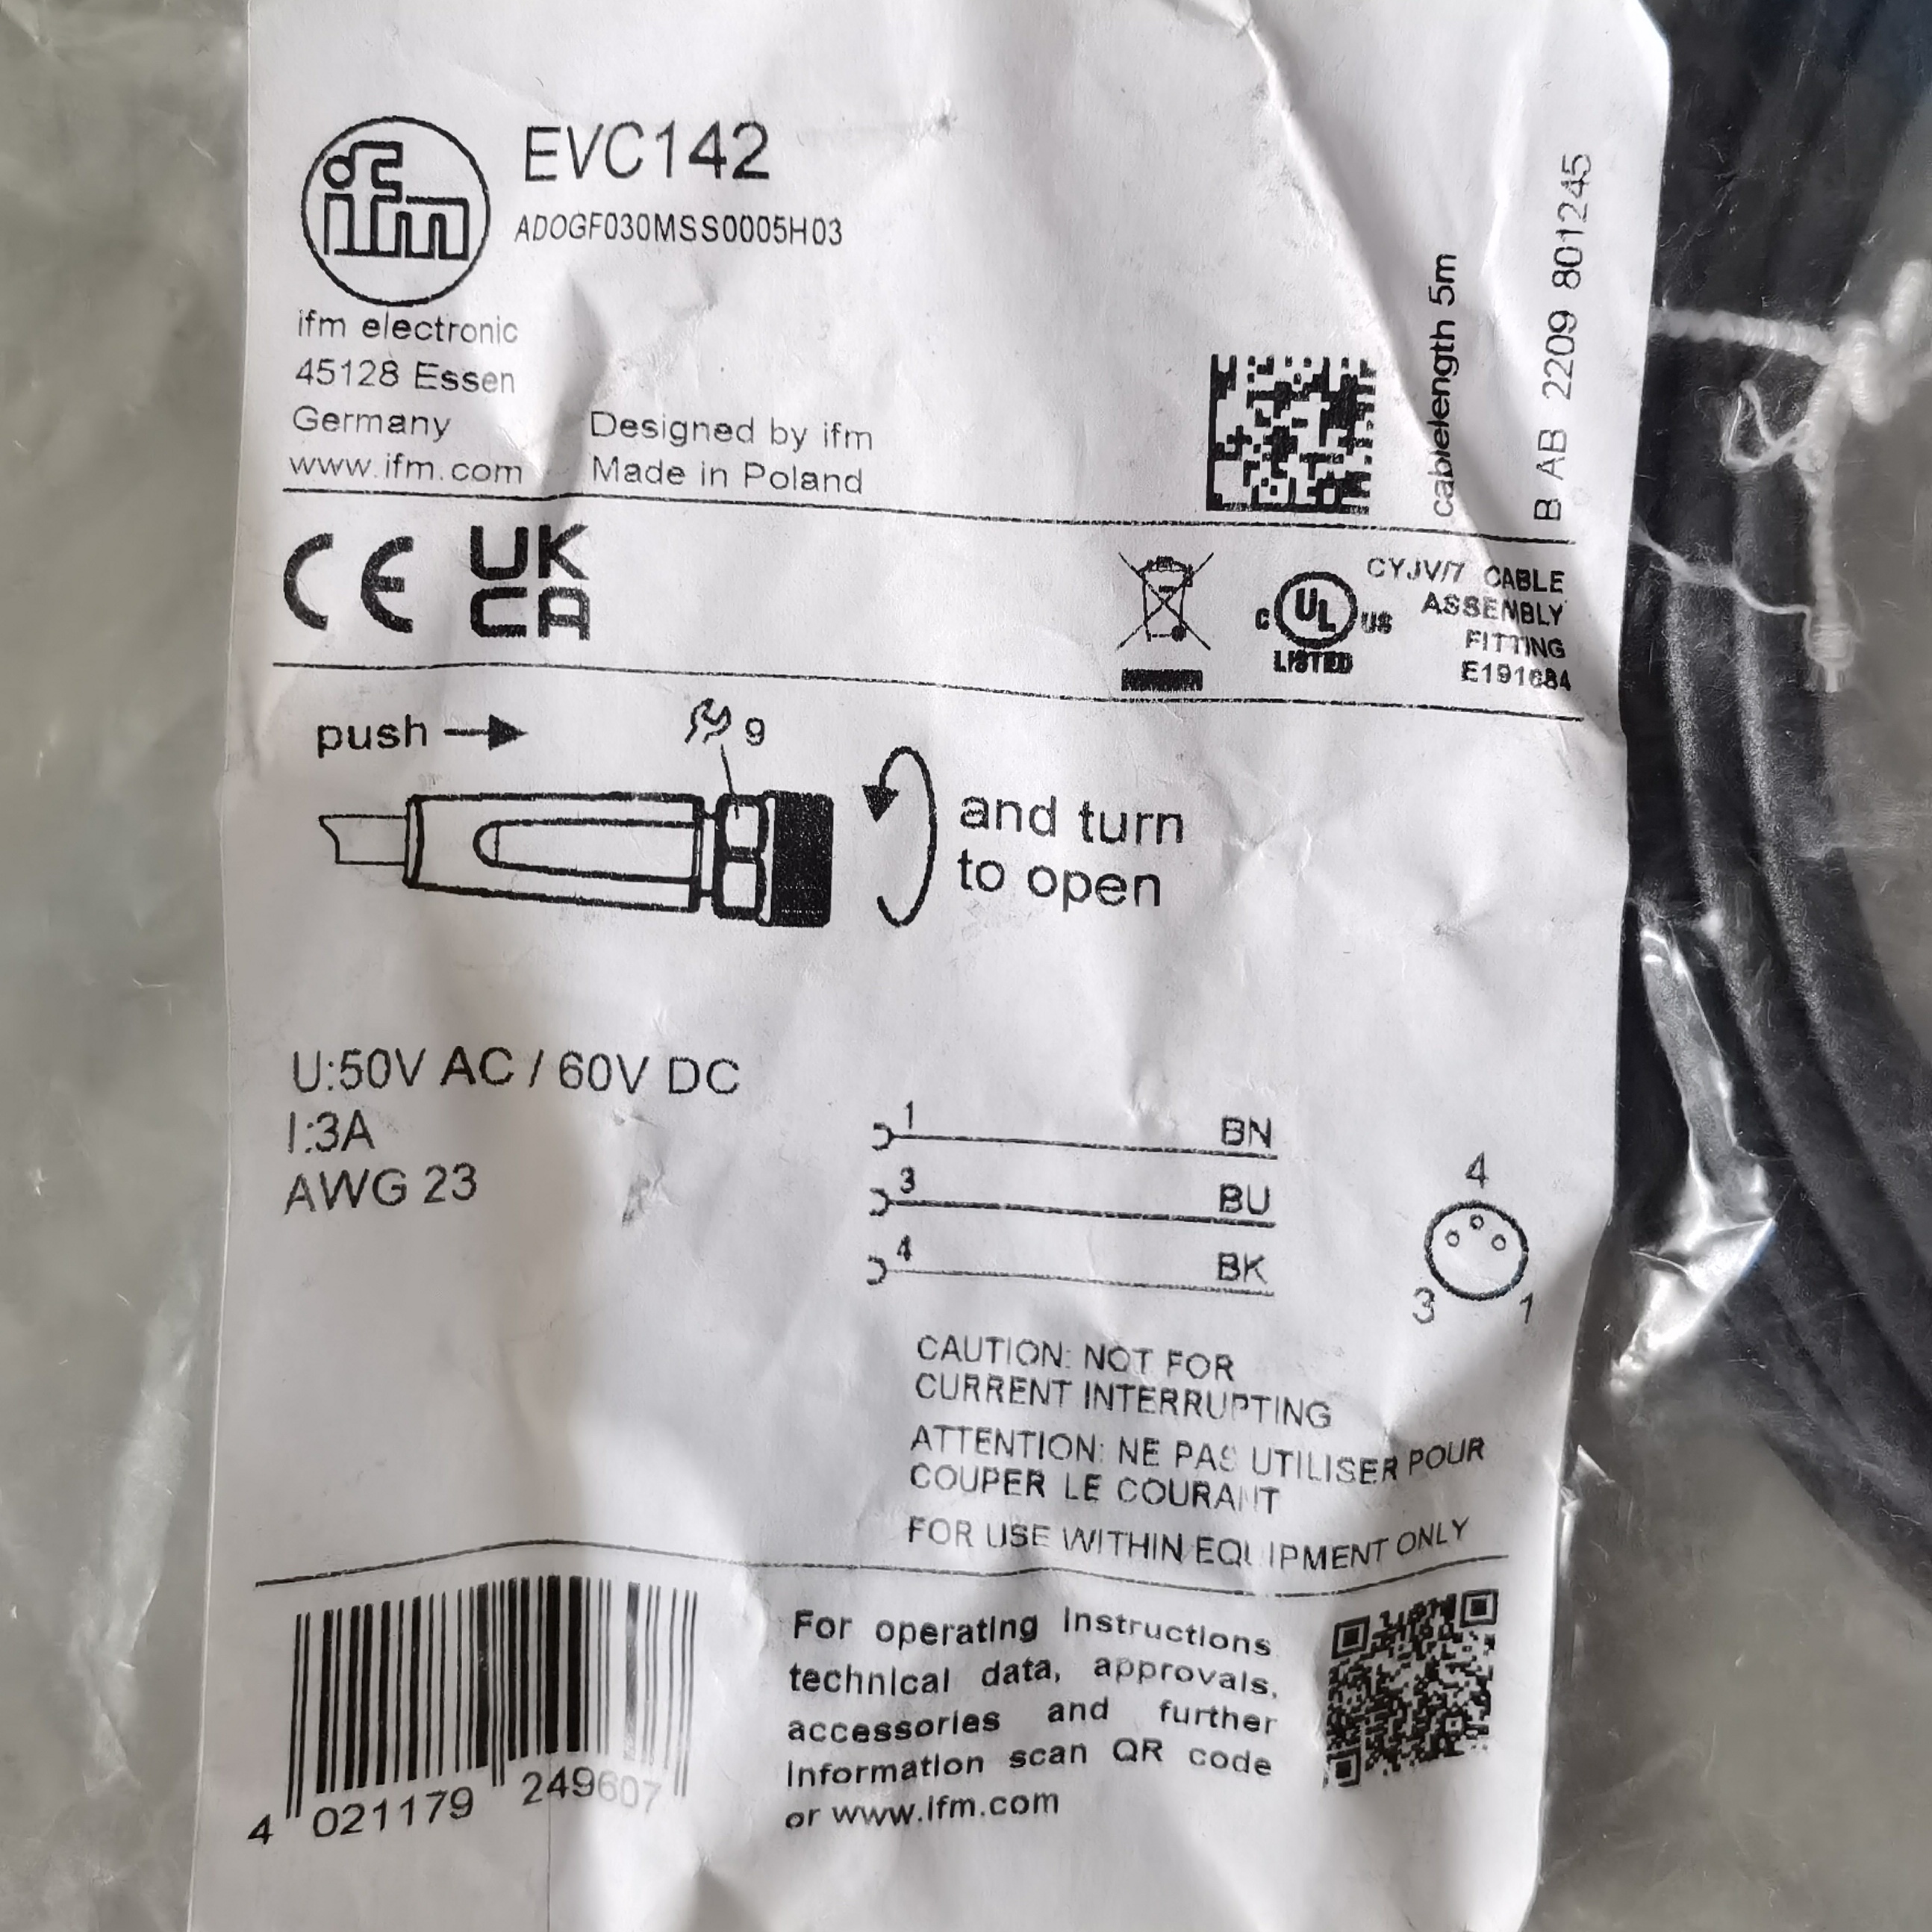 ifm
EVC142
ADOGF030MSS0005H03
ifm electronic
45128 Essen
Germany
www.ifm.com
Designed by ifm
Made in Poland
cablelength 5m
B AB 2209 801245
CE
UK
CA
C UL US
LISTED
CYJV/7 CABLE
ASSEMBLY
FITTING
E191684
push
9
and turn
to open
U:50V AC / 60V DC
I:3A
AWG 23
1 BN
3 BU
4 BK
4
3 1
CAUTION: NOT FOR
CURRENT INTERRUPTING
ATTENTION: NE PAS UTILISER POUR
COUPER LE COURANT
FOR USE WITHIN EQUIPMENT ONLY
4 021179 249607
For operating instructions
technical data, approvals,
accessories and further
information scan QR code
or www.ifm.com